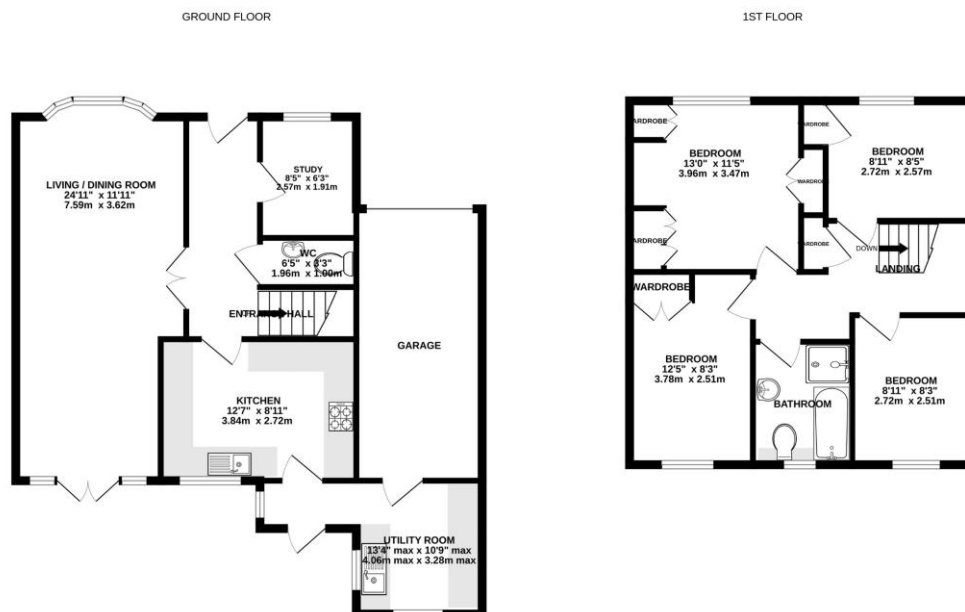 GROUND FLOOR
LIVING / DINING ROOM
24'11" x 11'11"
7.59m x 3.62m
STUDY
8'5" x 6'3"
2.57m x 1.91m
WC
6'5" x 3'3"
1.96m x 1.00m
ENTRANCE HALL
KITCHEN
12'7" x 8'11"
3.84m x 2.72m
GARAGE
UTILITY ROOM
13'4" max x 10'9" max
4.06m max x 3.28m max
1ST FLOOR
WARDROBE
BEDROOM
13'0" x 11'5"
3.96m x 3.47m
WARDROBE
WARDROBE
WARDROBE
BEDROOM
8'11" x 8'5"
2.72m x 2.57m
WARDROBE
DOWN
LANDING
WARDROBE
BEDROOM
12'5" x 8'3"
3.78m x 2.51m
BATHROOM
BEDROOM
8'11" x 8'3"
2.72m x 2.51m